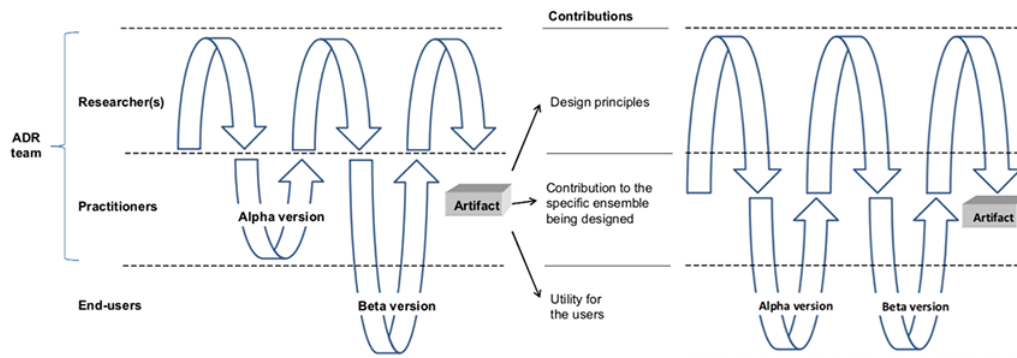 Contributions
ADR
team
Researcher(s)
Design principles
Practitioners
Alpha version
Artifact
Contribution to the
specific ensemble
being designed
Artifact
End-users
Beta version
Utility for
the users
Alpha version
Beta version